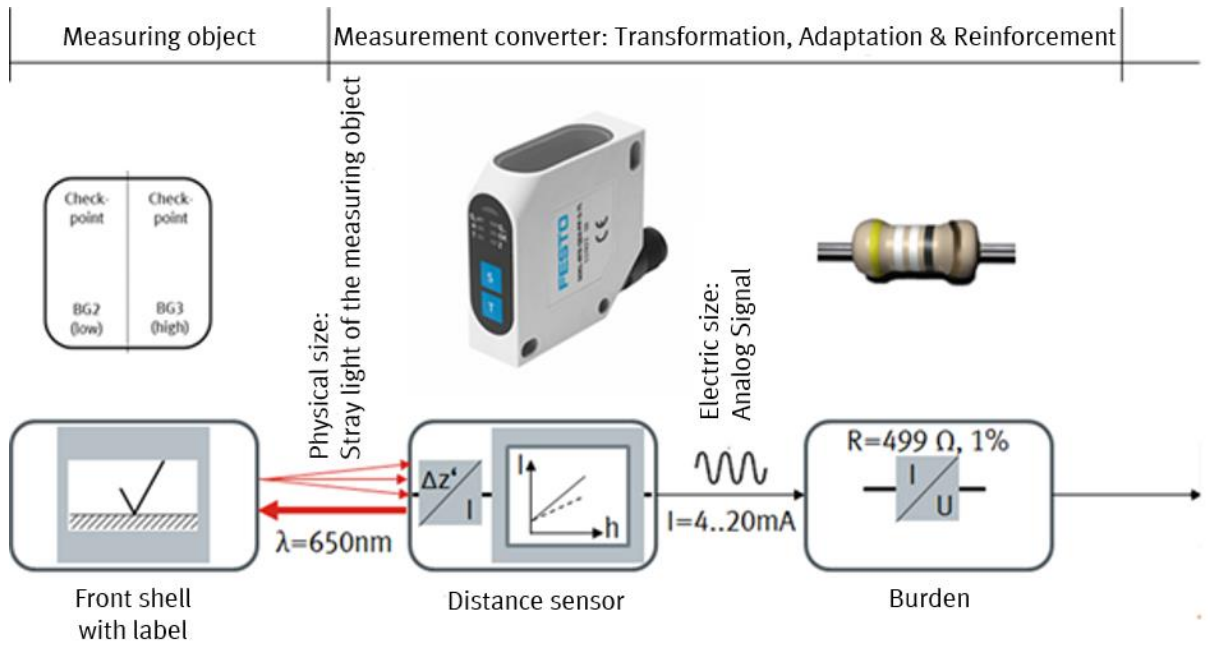 Measuring object
Measurement converter: Transformation, Adaptation & Reinforcement
Check-
point
Check-
point
BG2
(low)
BG3
(high)
Physical size:
Stray light of the measuring object
FESTO
CE
S
T
Electric size:
Analog Signal
λ=650nm
Δz‘
I
I
h
I=4..20mA
R=499 Ω, 1%
I
U
Front shell
with label
Distance sensor
Burden